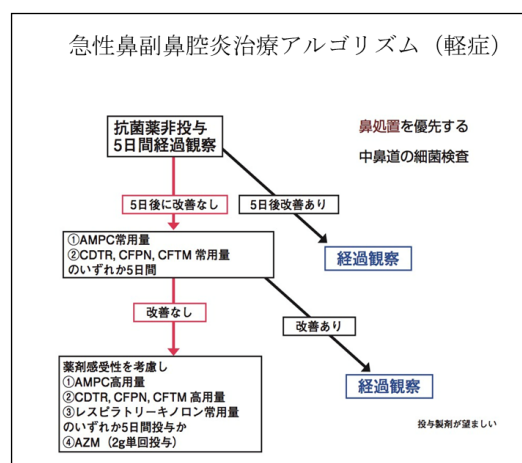 急性鼻副鼻腔炎治療アルゴリズム（軽症）
抗菌薬非投与
5日間経過観察
鼻処置を優先する
中鼻道の細菌検査
5日後に改善なし
5日後改善あり
①AMPC常用量
②CDTR, CFPN, CFTM 常用量
のいずれか5日間
経過観察
改善なし
改善あり
薬剤感受性を考慮し
①AMPC高用量
②CDTR, CFPN, CFTM 高用量
③レスピラトリーキノロン常用量
のいずれか5日間投与か
④AZM（2g単回投与）
経過観察
投与製剤が望ましい